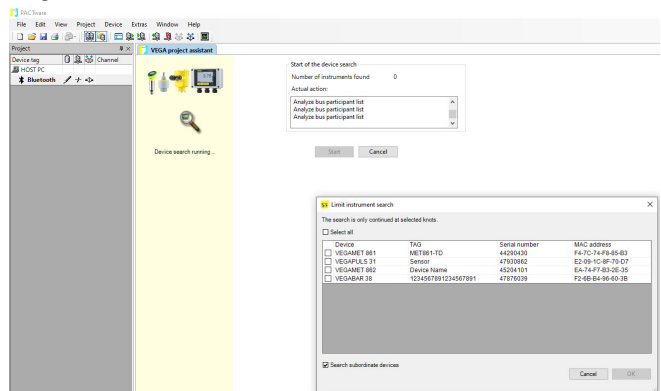 PACTware
File Edit View Project Device Extras Window Help
Project
VEGA project assistant
Device tag Channel
HOST PC
Bluetooth
Start of the device search
Number of instruments found 0
Actual action:
Analyze bus participant list
Analyze bus participant list
Analyze bus participant list
Device search running ...
Start Cancel
Limit instrument search
The search is only continued at selected knots.
Select all
Device TAG Serial number MAC address
VEGAMET 861 MET861-TD 44290430 F4-7C-74-F8-85-B3
VEGAPULS 31 Sensor 47930862 E2-09-1C-8F-70-D7
VEGAMET 862 Device Name 45204101 EA-74-F7-B3-2E-35
VEGABAR 38 1234567891234567891 47876039 F2-6B-B4-96-60-3B
Search subordinate devices
Cancel OK